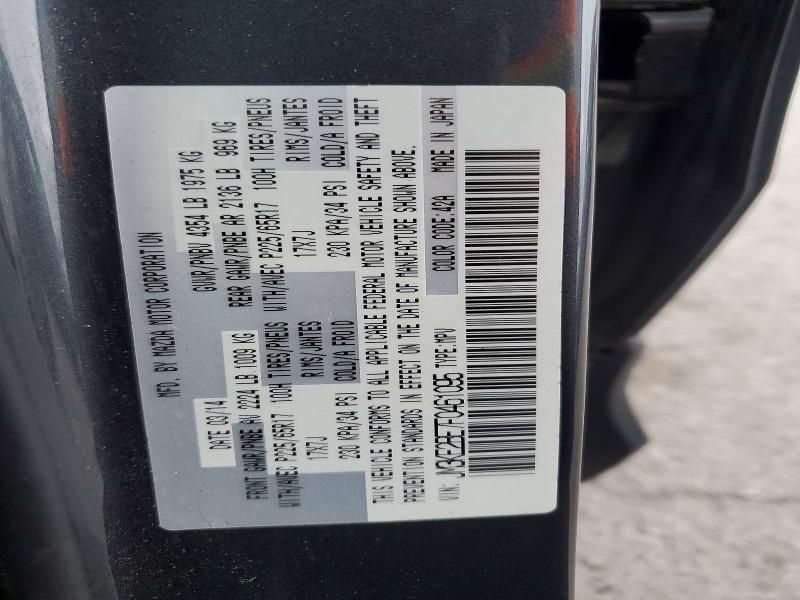 MFD. BY MAZDA MOTOR CORPORATION
DATE 09/14 GVWR/PNBV 4354 LB 1975 KG
FRONT GAWR/PNBE AV 2224 LB 1009 KG REAR GAWR/PNBE AR 2136 LB 969 KG
WITH/AVEC P225/65R17 100H TIRES/PNEUS WITH/AVEC P225/65R17 100H TIRES/PNEUS
17X7J RIMS/JANTES 17X7J RIMS/JANTES
230 KPA/34 PSI COLD/A FROID 230 KPA/34 PSI COLD/A FROID
THIS VEHICLE CONFORMS TO ALL APPLICABLE FEDERAL MOTOR VEHICLE SAFETY AND THEFT
PREVENTION STANDARDS IN EFFECT ON THE DATE OF MANUFACTURE SHOWN ABOVE.
VIN: JM3KE2BE7F0461095 TYPE:MPV COLOR CODE:42A MADE IN JAPAN